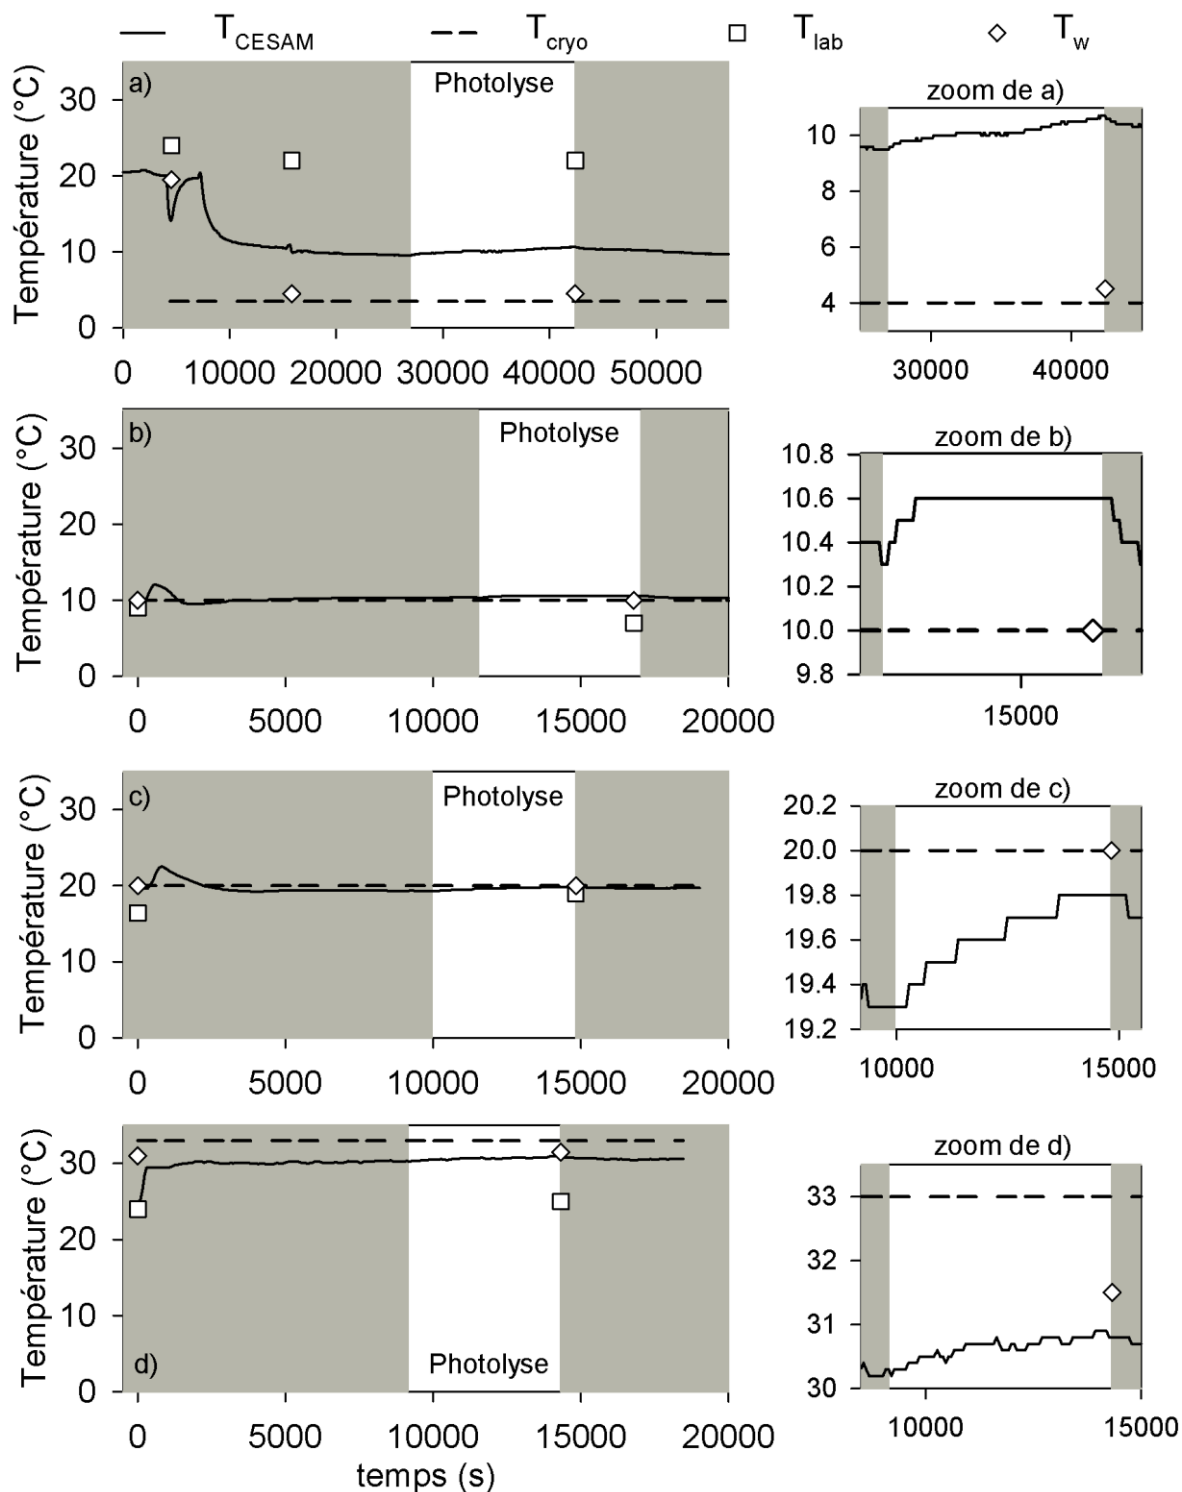 T_CESAM T_cryo T_lab T_w
a) Photolyse
Température (°C)
30
20
10
0
0 10000 20000 30000 40000 50000
zoom de a)
10
8
6
4
30000 40000
b) Photolyse
Température (°C)
30
20
10
0
0 5000 10000 15000 20000
zoom de b)
10.8
10.6
10.4
10.2
10.0
9.8
15000
c) Photolyse
Température (°C)
30
20
10
0
0 5000 10000 15000 20000
zoom de c)
20.2
20.0
19.8
19.6
19.4
19.2
10000 15000
Température (°C)
30
20
10
0
d) Photolyse
0 5000 10000 15000 20000
temps (s)
zoom de d)
33
32
31
30
10000 15000